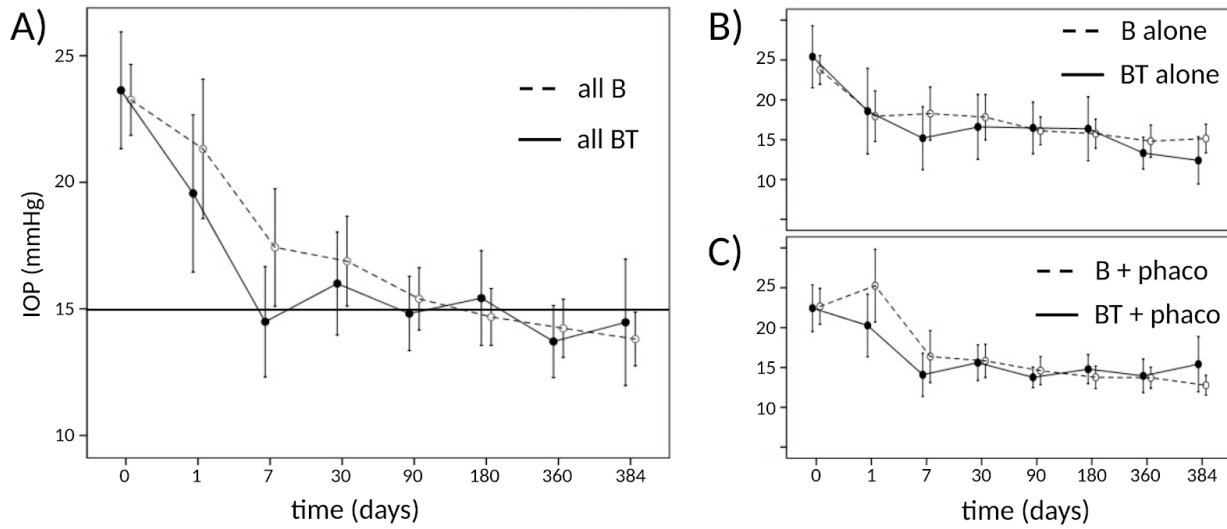 A)
IOP (mmHg)
25
20
15
10
all B
all BT
0 1 7 30 90 180 360 384
time (days)
B)
25
20
15
10
B alone
BT alone
C)
25
20
15
10
B + phaco
BT + phaco
0 1 7 30 90 180 360 384
time (days)